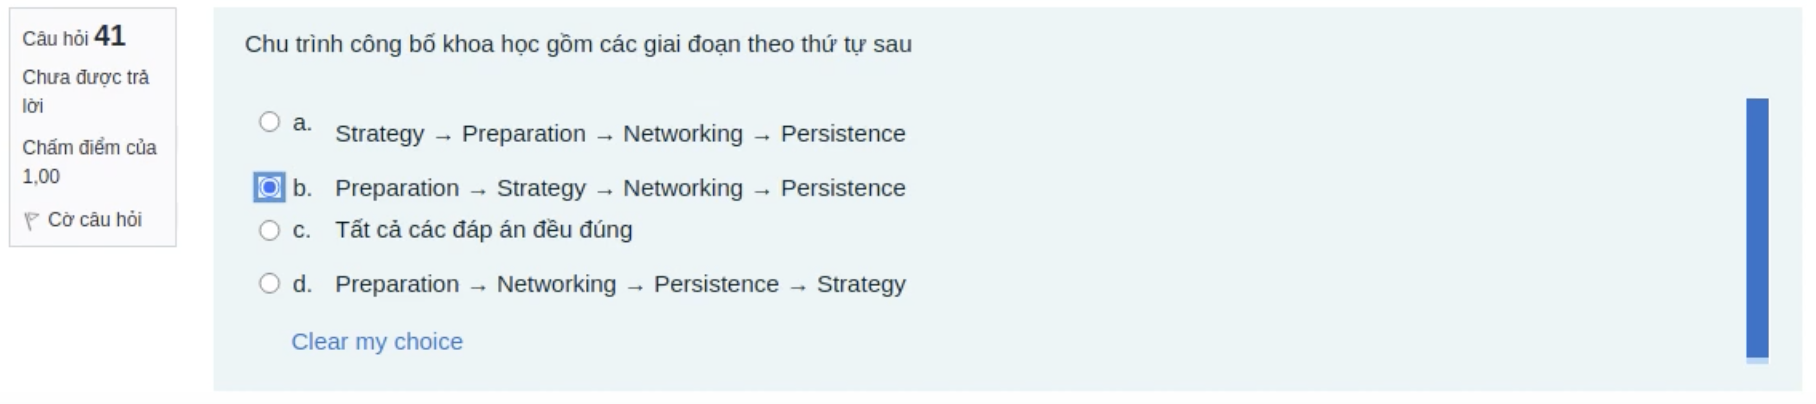 Câu hỏi 41
Chưa được trả
lời
Chấm điểm của
1,00
Cờ câu hỏi
Chu trình công bố khoa học gồm các giai đoạn theo thứ tự sau
a. Strategy → Preparation → Networking → Persistence
b. Preparation → Strategy → Networking → Persistence
c. Tất cả các đáp án đều đúng
d. Preparation → Networking → Persistence → Strategy
Clear my choice